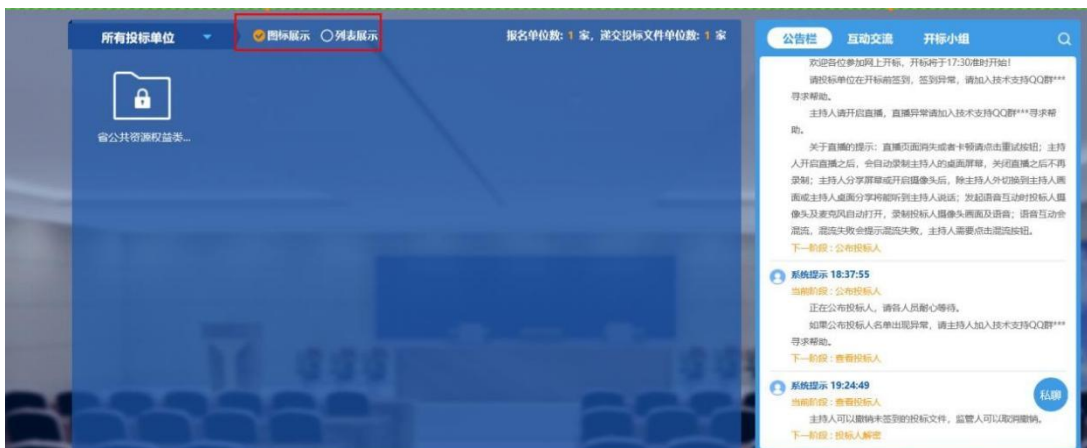 所有投标单位
图标展示 列表展示
报名单位数: 1 家, 递交投标文件单位数: 1 家
省公共资源权益类...
公告栏 互动交流 开标小组
欢迎各位参加网上开标，开标将于17:30准时开始!
请投标单位在开标前签到，签到异常，请加入技术支持QQ群***
寻求帮助。
主持人请开启直播，直播异常请加入技术支持QQ群***寻求帮
助。
关于直播的提示：直播页面消失或者卡顿请点击重试按钮；主持
人开启直播之后，会自动录制主持人的桌面屏幕，关闭直播之后不再
录制；主持人分享屏幕或开启摄像头后，除主持人外切换到主持人画
面或主持人桌面分享将能听到主持人说话；发起语音互动时投标人摄
像头及麦克风自动打开，录制投标人摄像头画面及语音；语音互动会
混流，混流失败会提示混流失败，主持人需要点击混流按钮。
下一阶段：公布投标人
系统提示 18:37:55
当前阶段：公布投标人
正在公布投标人，请各人员耐心等待。
如果公布投标人名单出现异常，请主持人加入技术支持QQ群***
寻求帮助。
下一阶段：查看投标人
系统提示 19:24:49
当前阶段：查看投标人
主持人可以撤销未签到的投标文件，监管人可以取消撤销。
下一阶段：投标人解密
私聊